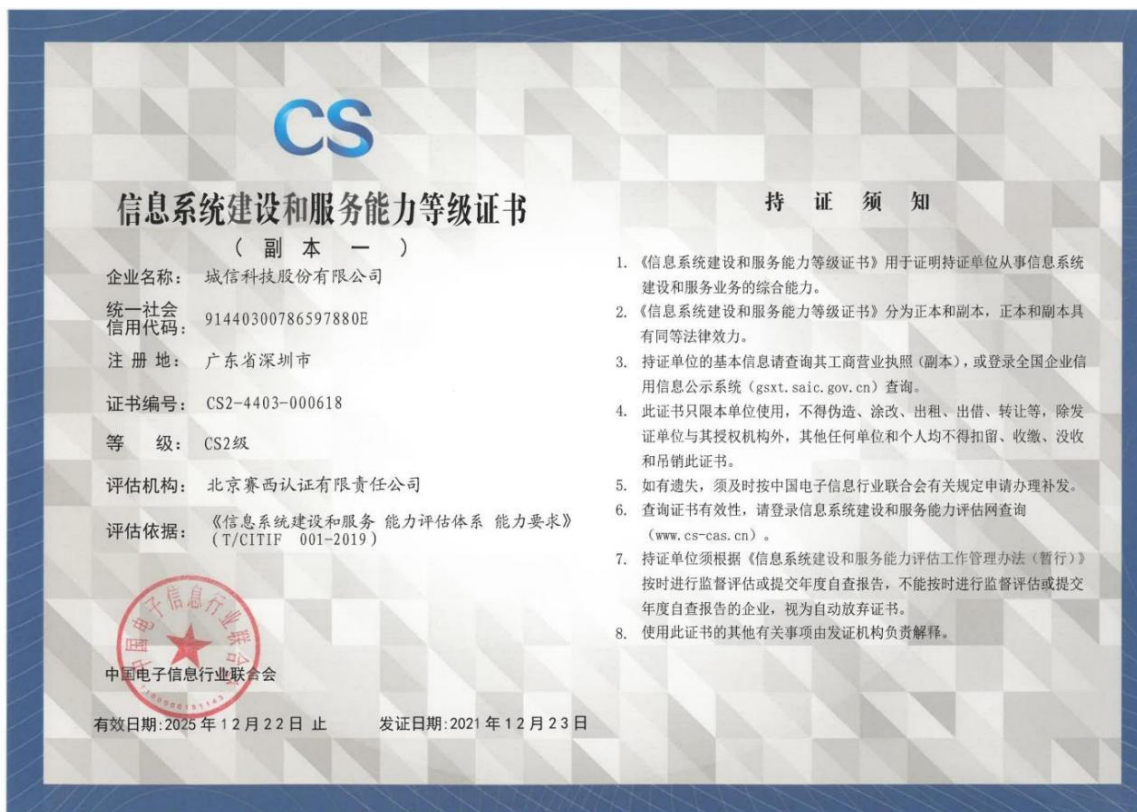 CS
信息系统建设和服务能力等级证书
（副本一）
企业名称： 城信科技股份有限公司
统一社会
信用代码： 91440300786597880E
注 册 地： 广东省深圳市
证书编号： CS2-4403-000618
等 级： CS2级
评估机构： 北京赛西认证有限责任公司
评估依据： 《信息系统建设和服务 能力评估体系 能力要求》
（T/CITIF 001-2019）
中国电子信息行业联合会
中国电子信息行业联合会
有效日期:2025年12月22日 止 发证日期:2021年12月23日
持 证 须 知
1. 《信息系统建设和服务能力等级证书》用于证明持证单位从事信息系统
建设和服务业务的综合能力。
2. 《信息系统建设和服务能力等级证书》分为正本和副本，正本和副本具
有同等法律效力。
3. 持证单位的基本信息请查询其工商营业执照（副本），或登录全国企业信
用信息公示系统（gsxt.saic.gov.cn）查询。
4. 此证书只限本单位使用，不得伪造、涂改、出租、出借、转让等，除发
证单位与其授权机构外，其他任何单位和个人均不得扣留、收缴、没收
和吊销此证书。
5. 如有遗失，须及时按中国电子信息行业联合会有关规定申请办理补发。
6. 查询证书有效性，请登录信息系统建设和服务能力评估网查询
（www.cs-cas.cn）。
7. 持证单位须根据《信息系统建设和服务能力评估工作管理办法（暂行）》
按时进行监督评估或提交年度自查报告，不能按时进行监督评估或提交
年度自查报告的企业，视为自动放弃证书。
8. 使用此证书的其他有关事项由发证机构负责解释。